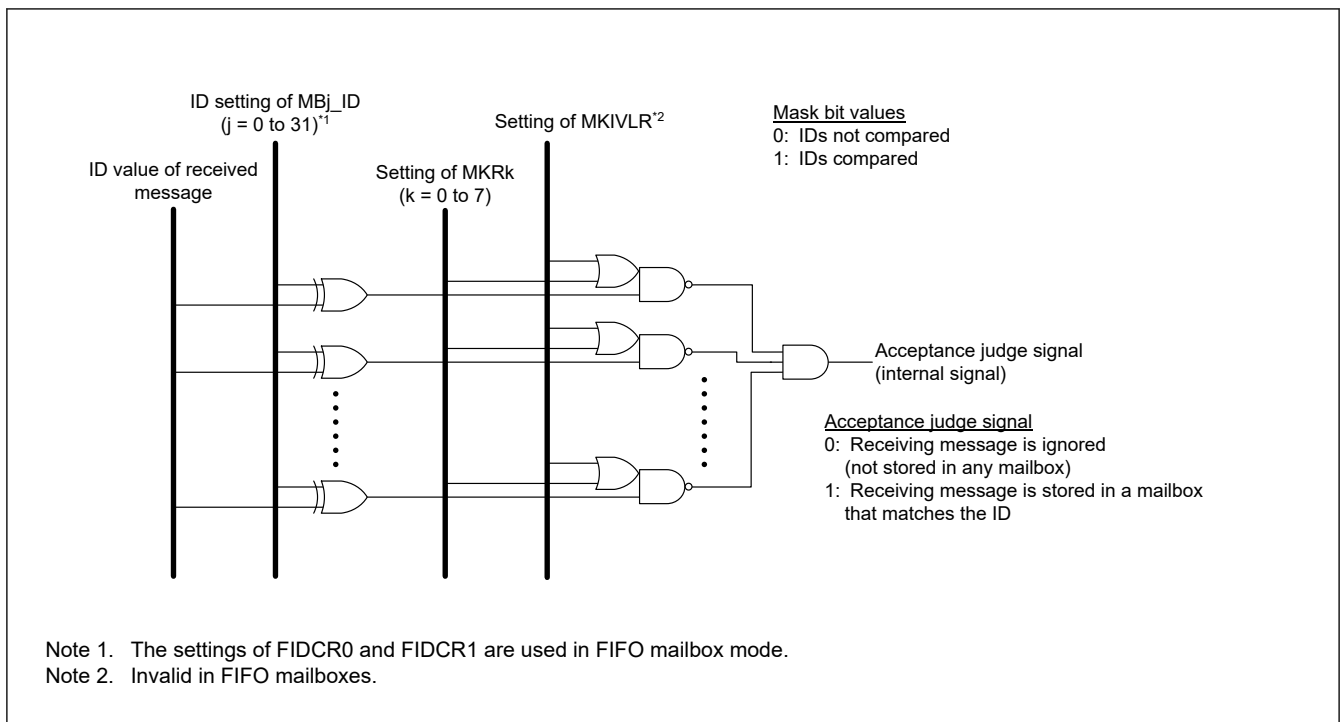 ID setting of MBj_ID
(j = 0 to 31)*1
Setting of MKIVLR*2
Mask bit values
0: IDs not compared
1: IDs compared
ID value of received
message
Setting of MKRk
(k = 0 to 7)
Acceptance judge signal
(internal signal)
Acceptance judge signal
0: Receiving message is ignored
(not stored in any mailbox)
1: Receiving message is stored in a mailbox
that matches the ID
Note 1. The settings of FIDCR0 and FIDCR1 are used in FIFO mailbox mode.
Note 2. Invalid in FIFO mailboxes.